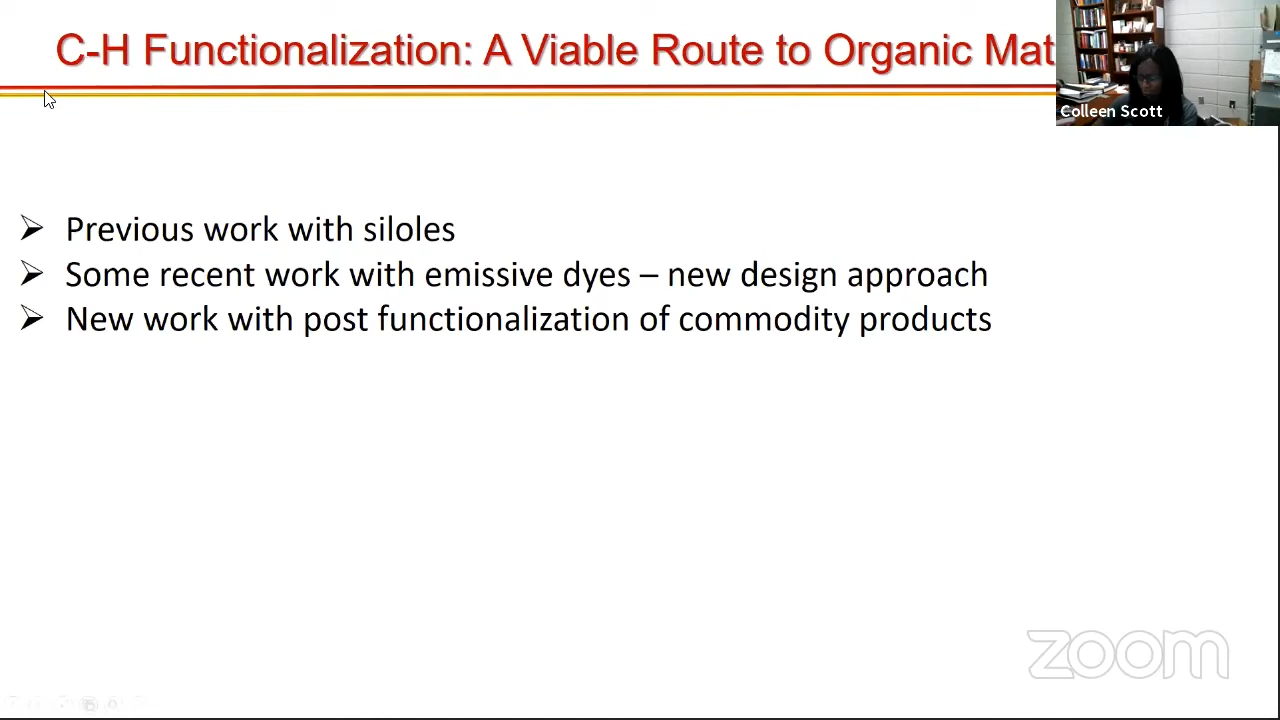 C-H Functionalization: A Viable Route to Organic Mat
Colleen Scott
Previous work with siloles
Some recent work with emissive dyes – new design approach
New work with post functionalization of commodity products
zoom